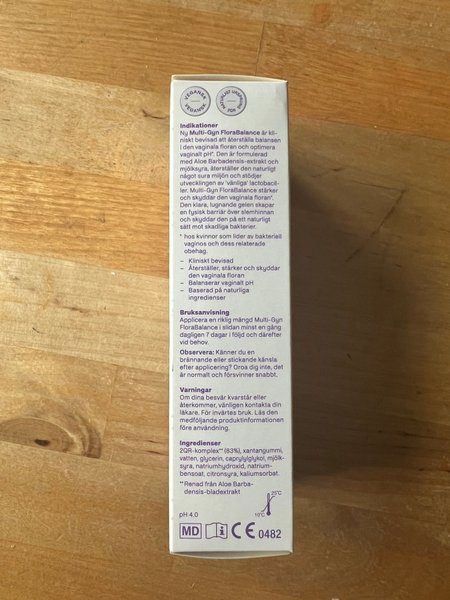 VEGANSK
VEGANSK
NATURLIGT URSPRUNG
Indikationer
Ny Multi-Gyn FloraBalance är kli-
niskt bevisad att återställa balansen
i den vaginala floran och optimera
vaginalt pH*. Den är formulerad
med Aloe Barbadensis-extrakt och
mjölksyra, återställer den naturligt
något sura miljön och stödjer
utvecklingen av 'vänliga' lactobacil-
ler. Multi-Gyn FloraBalance stärker
och skyddar den vaginala floran*.
Den klara, lugnande gelen skapar
en fysisk barriär över slemhinnan
och skyddar den på ett naturligt
sätt mot skadliga bakterier.
* hos kvinnor som lider av bakteriell
vaginos och dess relaterade
obehag.
– Kliniskt bevisad
– Återställer, stärker och skyddar
den vaginala floran
– Balanserar vaginalt pH
– Baserad på naturliga
ingredienser
Bruksanvisning
Applicera en riklig mängd Multi-Gyn
FloraBalance i slidan minst en gång
dagligen 7 dagar i följd och därefter
vid behov.
Observera: Känner du en
brännande eller stickande känsla
efter applicering? Oroa dig inte, det
är normalt och försvinner snabbt.
Varningar
Om dina besvär kvarstår eller
återkommer, vänligen kontakta din
läkare. För invärtes bruk. Läs den
medföljande produktinformationen
före användning.
Ingredienser
2QR-komplex** (83%), xantangummi,
vatten, glycerin, caprylylglykol, mjölk-
syra, natriumhydroxid, natrium-
bensoat, citronsyra, kaliumsorbat.
**Renad från Aloe Barba-
densis-bladextrakt
25°C
10°C
pH 4.0
MD i CE 0482